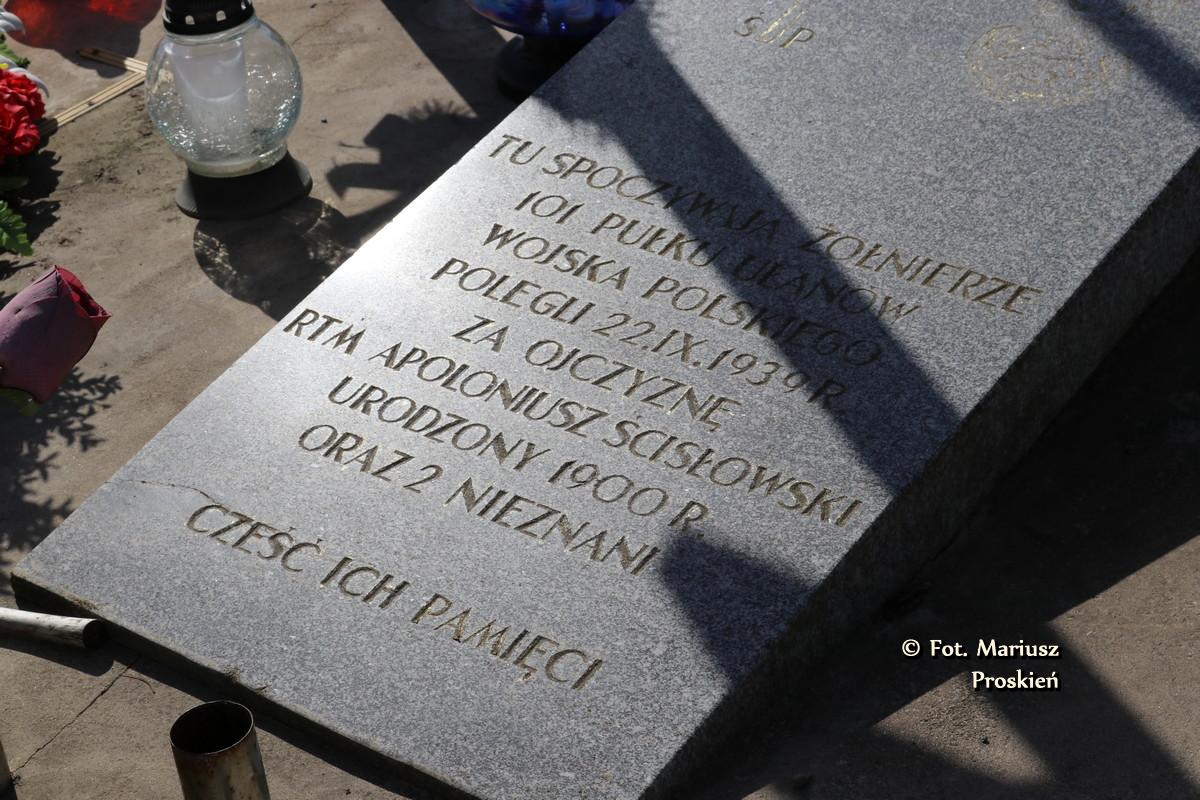 Ś P
TU SPOCZYWAJĄ ŻOŁNIERZE
101 PUŁKU UŁANÓW
WOJSKA POLSKIEGO
POLEGLI 22.IX.1939 R.
ZA OJCZYZNĘ
RTM APOLONIUSZ ŚCISŁOWSKI
URODZONY 1900 R.
ORAZ 2 NIEZNANI
CZEŚĆ ICH PAMIĘCI
© Fot. Mariusz
Proskień